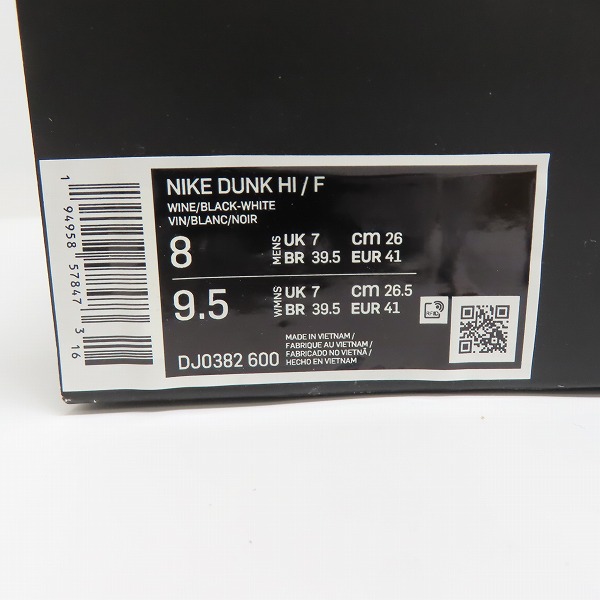 NIKE DUNK HI / F
WINE/BLACK-WHITE
VIN/BLANC/NOIR
8 MENS UK 7 cm 26
BR 39.5 EUR 41
9.5 WMNS UK 7 cm 26.5
BR 39.5 EUR 41
RFID
DJ0382 600
MADE IN VIETNAM /
FABRIQUE AU VIETNAM /
FABRICADO NO VIETNÃ /
HECHO EN VIETNAM
1 94958 57847 3 16